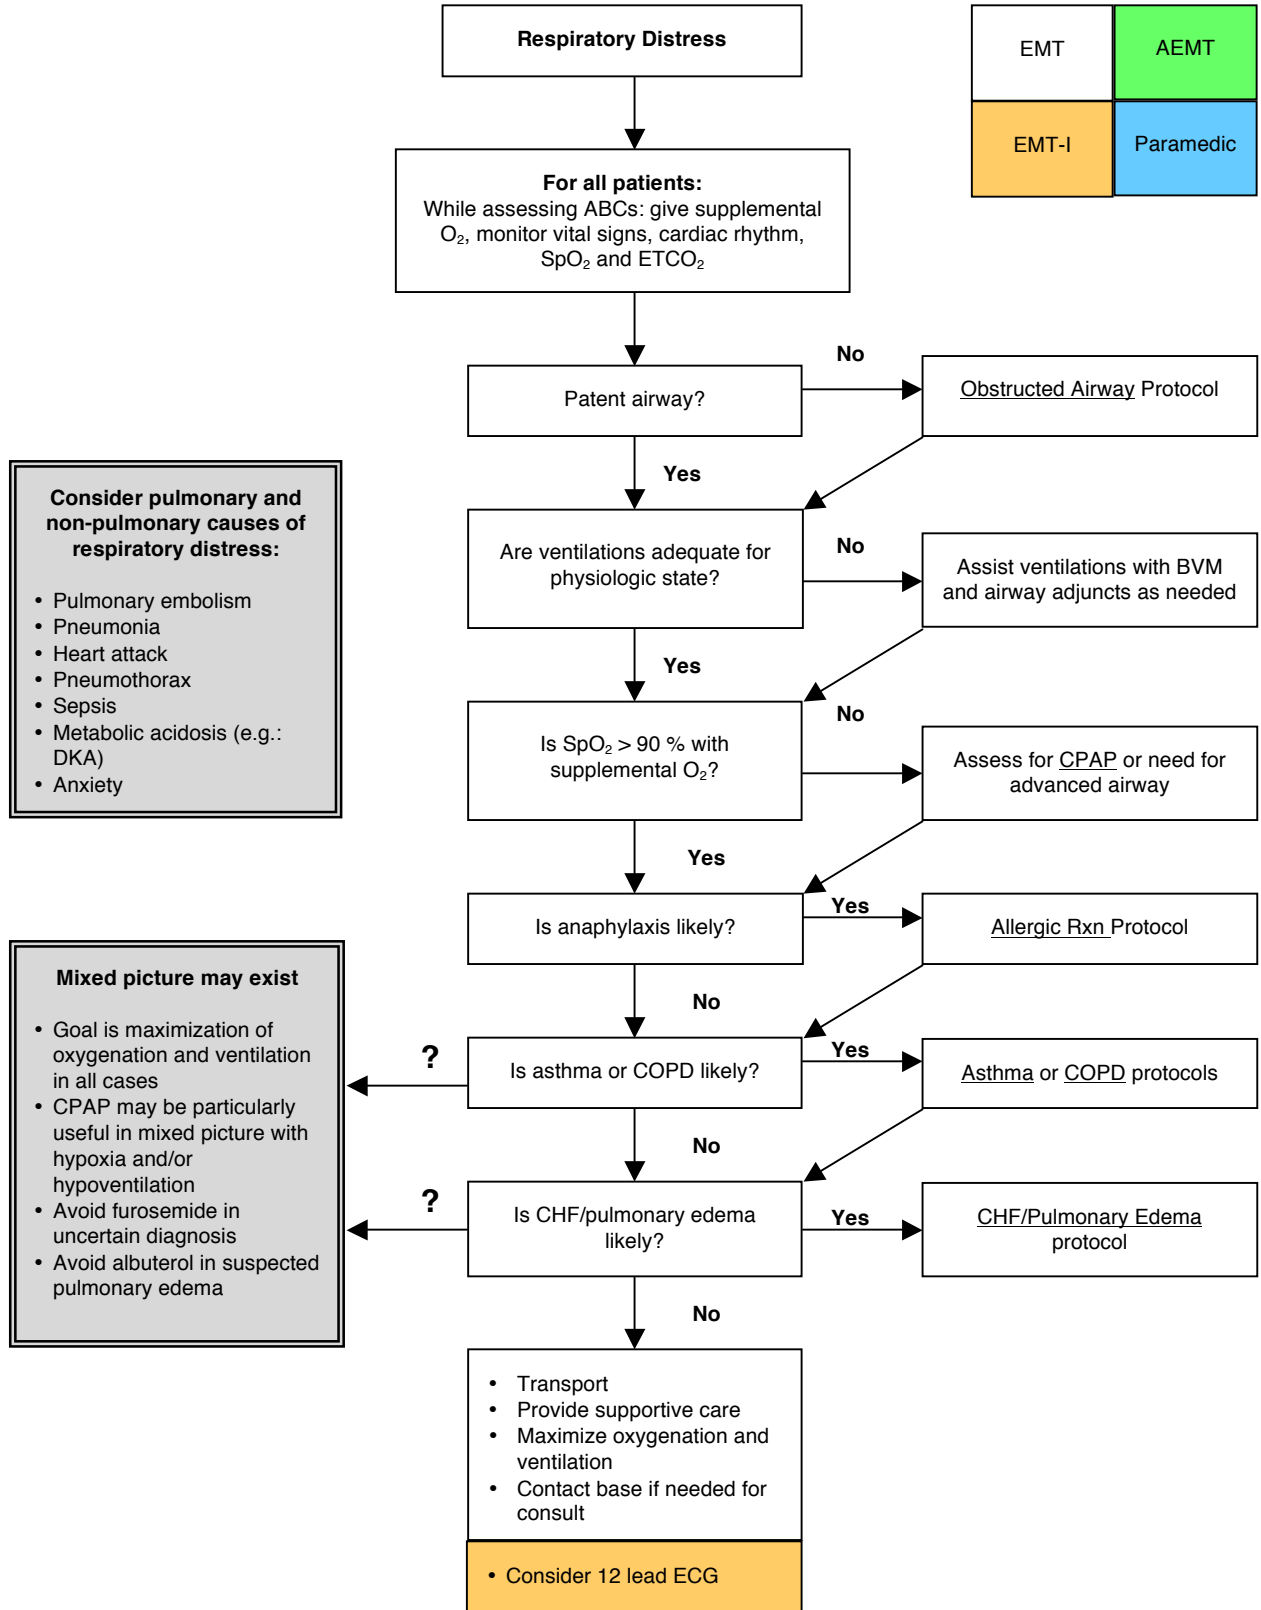 Respiratory Distress
EMT
AEMT
EMT-I
Paramedic
For all patients:
While assessing ABCs: give supplemental
O₂, monitor vital signs, cardiac rhythm,
SpO₂ and ETCO₂
Patent airway?
No
Obstructed Airway Protocol
Yes
Consider pulmonary and
non-pulmonary causes of
respiratory distress:
• Pulmonary embolism
• Pneumonia
• Heart attack
• Pneumothorax
• Sepsis
• Metabolic acidosis (e.g.:
DKA)
• Anxiety
Are ventilations adequate for
physiologic state?
No
Assist ventilations with BVM
and airway adjuncts as needed
Yes
Is SpO₂ > 90 % with
supplemental O₂?
No
Assess for CPAP or need for
advanced airway
Yes
Is anaphylaxis likely?
Yes
Allergic Rxn Protocol
No
Mixed picture may exist
• Goal is maximization of
oxygenation and ventilation
in all cases
• CPAP may be particularly
useful in mixed picture with
hypoxia and/or
hypoventilation
• Avoid furosemide in
uncertain diagnosis
• Avoid albuterol in suspected
pulmonary edema
?
Is asthma or COPD likely?
Yes
Asthma or COPD protocols
No
?
Is CHF/pulmonary edema
likely?
Yes
CHF/Pulmonary Edema
protocol
No
• Transport
• Provide supportive care
• Maximize oxygenation and
ventilation
• Contact base if needed for
consult
• Consider 12 lead ECG